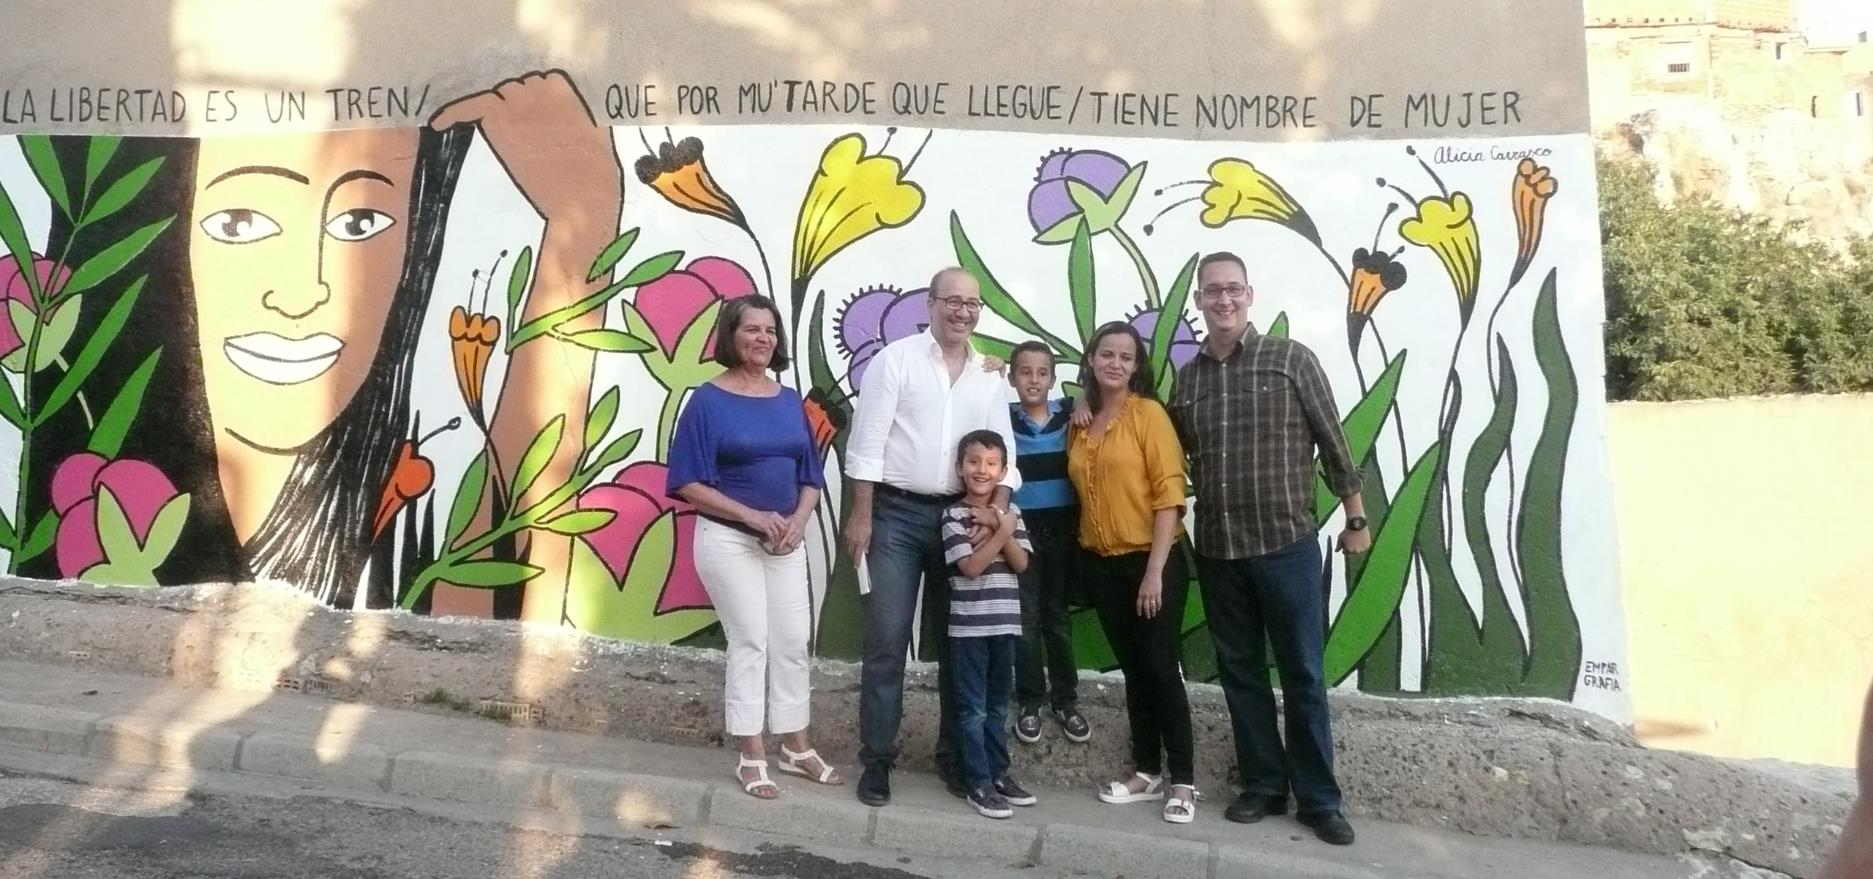 LA LIBERTAD ES UN TREN/ QUE POR MU'TARDE QUE LLEGUE/TIENE NOMBRE DE MUJER
Alicia Carrasco
EMPAR
GRAFIA